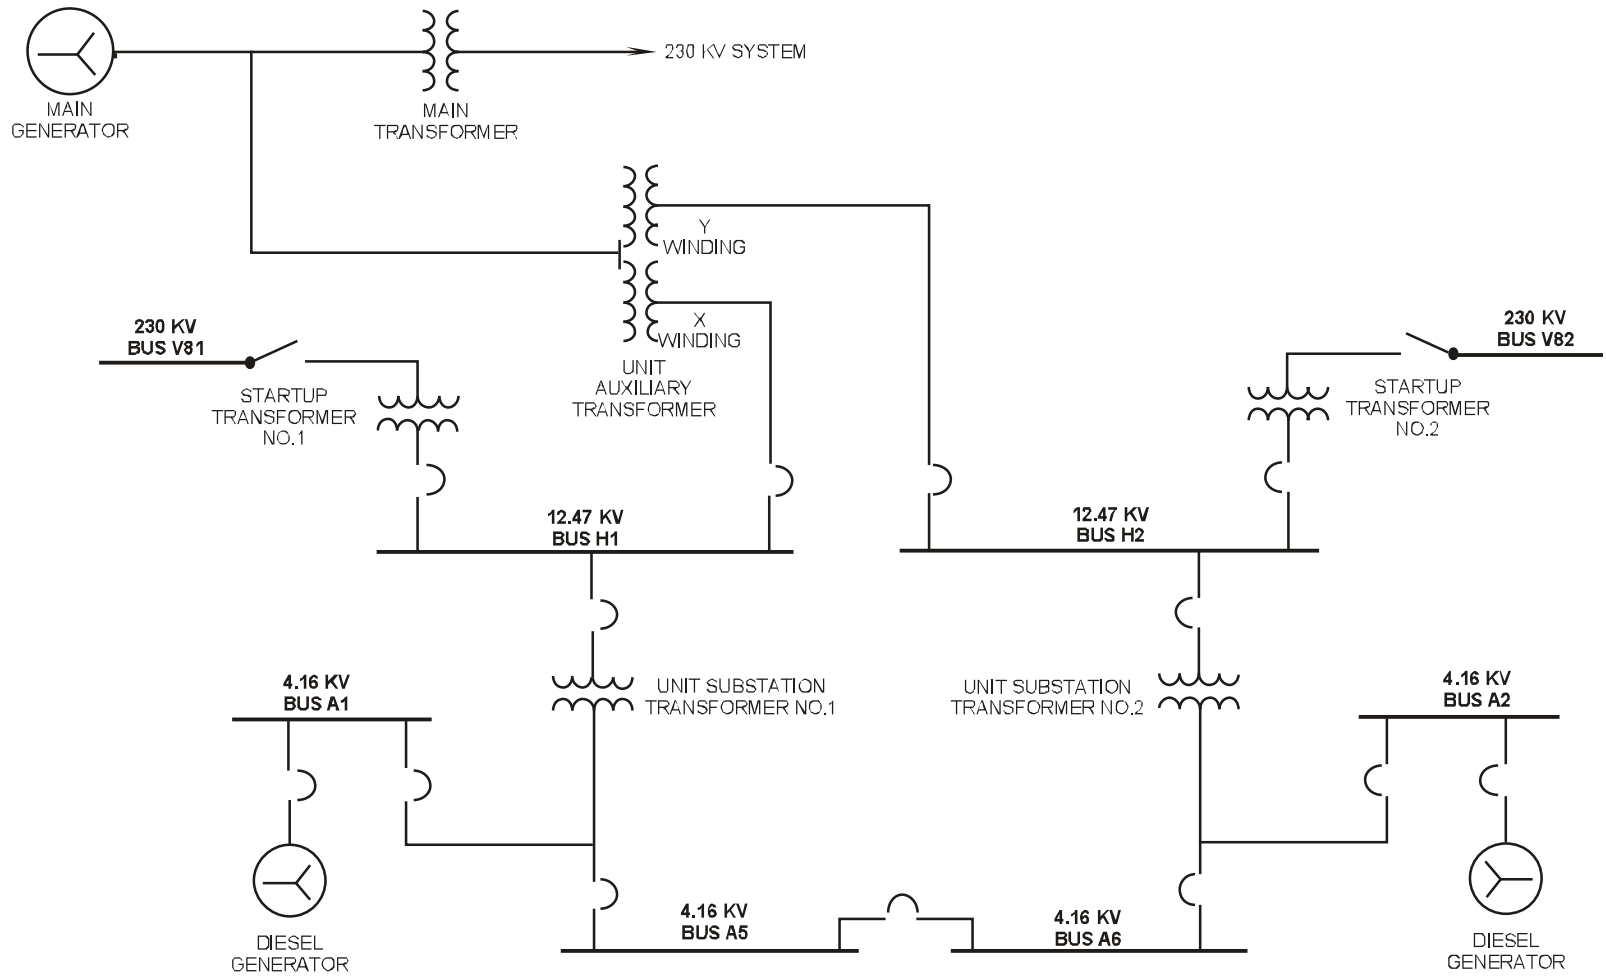 230 KV SYSTEM
MAIN
GENERATOR
MAIN
TRANSFORMER
Y
WINDING
X
WINDING
UNIT
AUXILIARY
TRANSFORMER
230 KV
BUS V81
STARTUP
TRANSFORMER
NO.1
230 KV
BUS V82
STARTUP
TRANSFORMER
NO.2
12.47 KV
BUS H1
12.47 KV
BUS H2
4.16 KV
BUS A1
UNIT SUBSTATION
TRANSFORMER NO.1
UNIT SUBSTATION
TRANSFORMER NO.2
4.16 KV
BUS A2
DIESEL
GENERATOR
4.16 KV
BUS A5
4.16 KV
BUS A6
DIESEL
GENERATOR